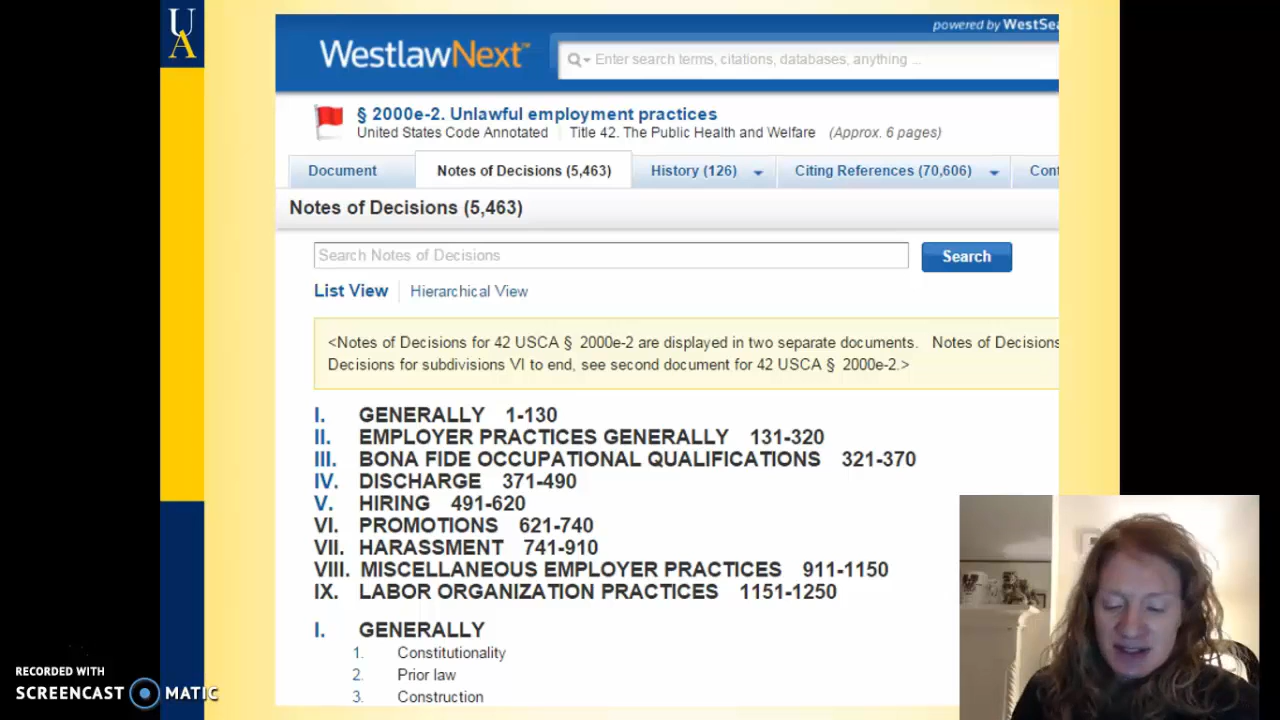 U
A
powered by WestSea
WestlawNext™
Enter search terms, citations, databases, anything ...
§ 2000e-2. Unlawful employment practices
United States Code Annotated Title 42. The Public Health and Welfare (Approx. 6 pages)
Document Notes of Decisions (5,463) History (126) Citing References (70,606) Cont
Notes of Decisions (5,463)
Search Notes of Decisions Search
List View Hierarchical View
<Notes of Decisions for 42 USCA § 2000e-2 are displayed in two separate documents. Notes of Decisions
Decisions for subdivisions VI to end, see second document for 42 USCA § 2000e-2.>
I. GENERALLY 1-130
II. EMPLOYER PRACTICES GENERALLY 131-320
III. BONA FIDE OCCUPATIONAL QUALIFICATIONS 321-370
IV. DISCHARGE 371-490
V. HIRING 491-620
VI. PROMOTIONS 621-740
VII. HARASSMENT 741-910
VIII. MISCELLANEOUS EMPLOYER PRACTICES 911-1150
IX. LABOR ORGANIZATION PRACTICES 1151-1250
I. GENERALLY
1. Constitutionality
2. Prior law
3. Construction
RECORDED WITH
SCREENCAST MATIC